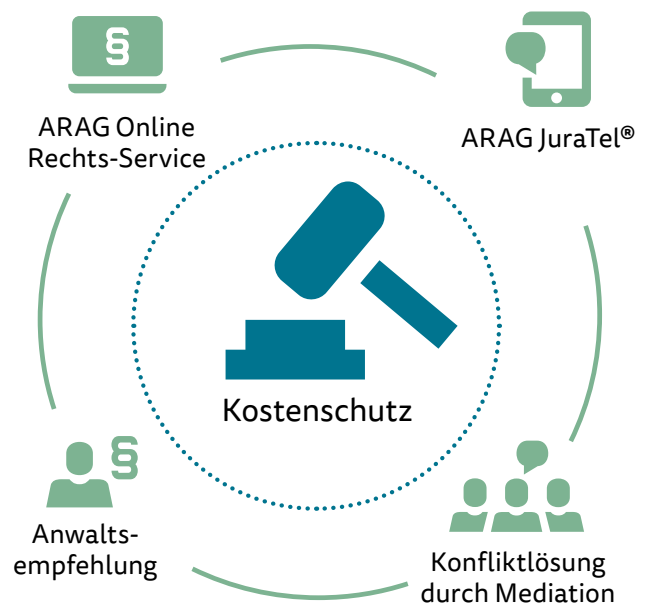 §
ARAG Online
Rechts-Service
ARAG JuraTel®
Kostenschutz
§
Anwalts-
empfehlung
Konfliktlösung
durch Mediation